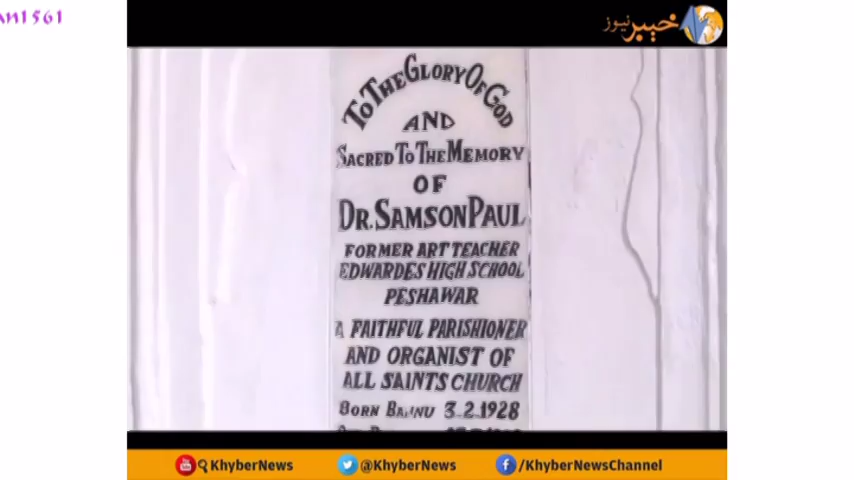 an1561
خیبر نیوز
To The Glory Of God
AND
Sacred To The Memory
OF
Dr. Samson Paul
FORMER ART TEACHER
EDWARDES HIGH SCHOOL
PESHAWAR
A FAITHFUL PARISHIONER
AND ORGANIST OF
ALL SAINTS CHURCH
Born Bannu 3.2.1928
KhyberNews
@KhyberNews
/KhyberNewsChannel